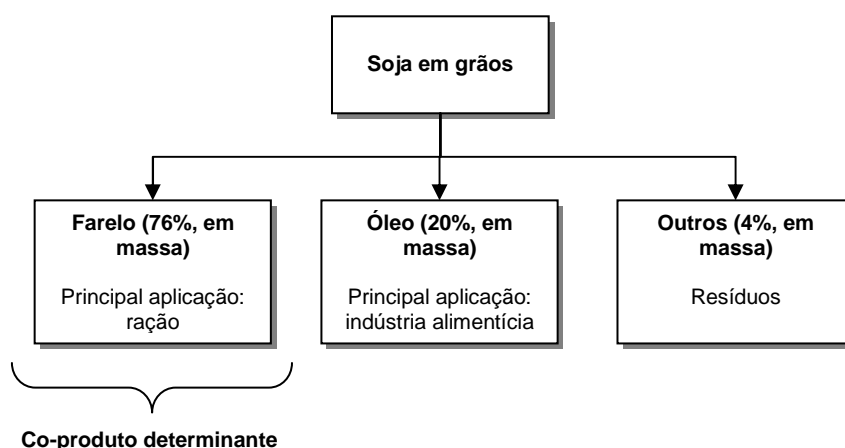 Soja em grãos
Farelo (76%, em
massa)
Principal aplicação:
ração
Óleo (20%, em
massa)
Principal aplicação:
indústria alimentícia
Outros (4%, em
massa)
Resíduos
Co-produto determinante